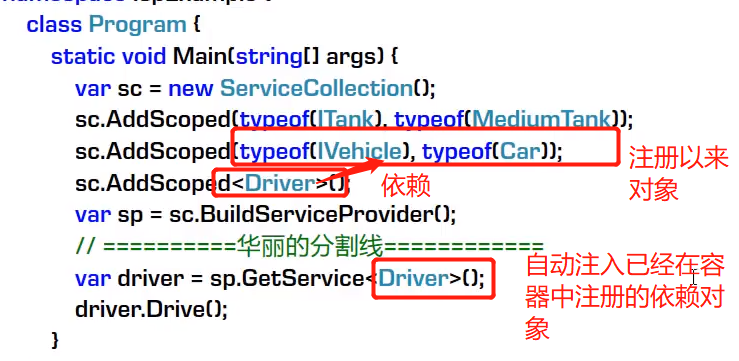 class Program {
static void Main(string[] args) {
var sc = new ServiceCollection();
sc.AddScoped(typeof(ITank), typeof(MediumTank));
sc.AddScoped(typeof(IVehicle), typeof(Car));
注册以来
对象
sc.AddScoped<Driver>();
依赖
var sp = sc.BuildServiceProvider();
// ==========华丽的分割线============
var driver = sp.GetService<Driver>();
自动注入已经在容
器中注册的依赖对
象
driver.Drive();
}